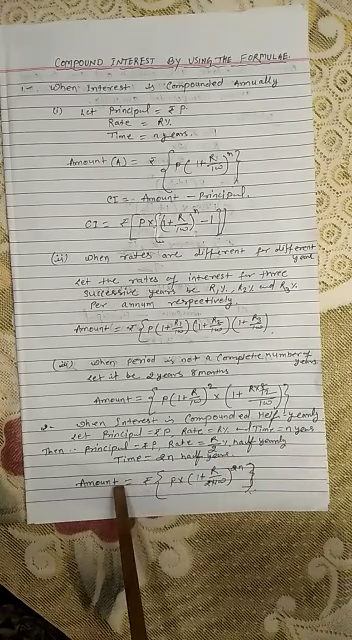 COMPOUND INTEREST BY USING THE FORMULAE.
1.- When Interest is Compounded Annually
(i) Let Principal = ₹ P.
Rate = R%
Time = n years.
Amount (A) = ₹ { P(1+R/100)^n }
CI = Amount - Principal.
CI = ₹ [P×{(1+R/100)^n - 1}]
(ii) When rates are different for different
year
Let the rates of interest for three
Successive years be R1%, R2% and R3%
Per annum respectively
Amount = ₹ {P(1+R1/100)(1+R2/100)(1+R3/100)}
(iii) When period is not a complete number of
years
Let it be 2 years 8 months
Amount = {P(1+R/100)^2 × (1+ R× /100)}
2- When Interest is Compounded Half-yearly
Let Principal = ₹ P Rate = R% and Time = n years
Then :- Principal = ₹ P Rate = R/2 % half yearly
Time = 2n half years.
Amount = ₹ { P×(1+R/2×100)^2n }